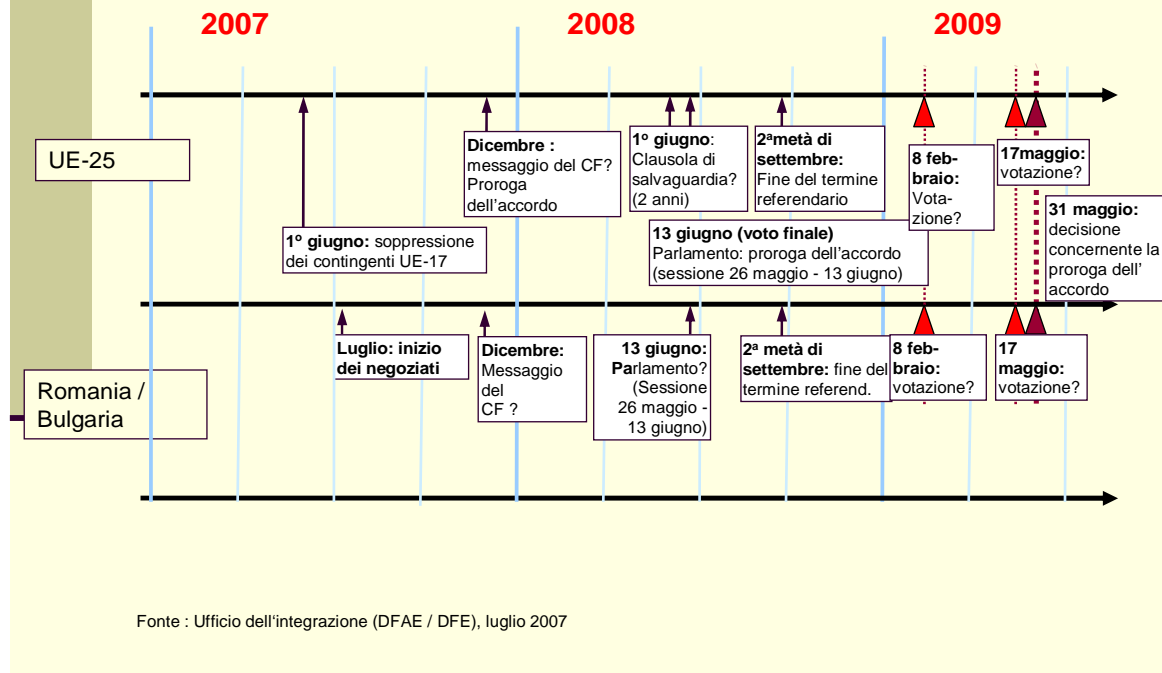 2007
2008
2009
UE-25
1º giugno: soppressione
dei contingenti UE-17
Dicembre :
messaggio del CF?
Proroga
dell'accordo
1º giugno:
Clausola di
salvaguardia?
(2 anni)
13 giugno (voto finale)
Parlamento: proroga dell'accordo
(sessione 26 maggio - 13 giugno)
2ªmetà di
settembre:
Fine del termine
referendario
8 feb-
braio:
Vota-
zione?
17maggio:
votazione?
31 maggio:
decisione
concernente la
proroga dell'
accordo
Romania /
Bulgaria
Luglio: inizio
dei negoziati
Dicembre:
Messaggio
del
CF ?
13 giugno:
Parlamento?
(Sessione
26 maggio -
13 giugno)
2ª metà di
settembre: fine del
termine referend.
8 feb-
braio:
votazione?
17
maggio:
votazione?
Fonte : Ufficio dell'integrazione (DFAE / DFE), luglio 2007